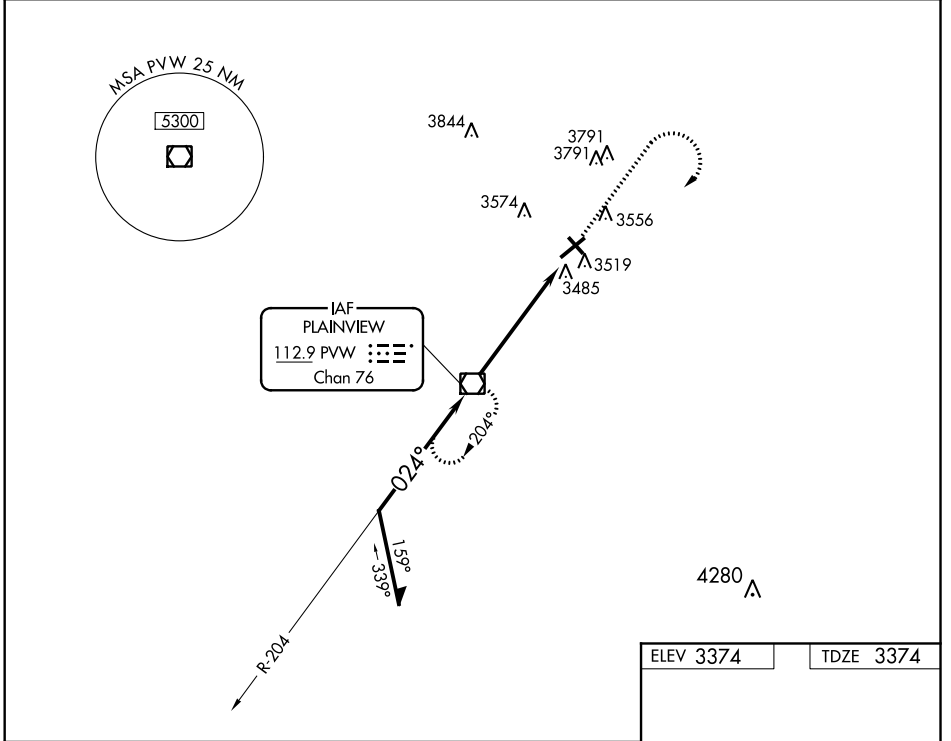 MSA PVW 25 NM
5300
3844
3791
3791
3574
3556
3519
3485
IAF
PLAINVIEW
112.9 PVW
Chan 76
204°
024°
159°
339°
R-204
4280
ELEV 3374
TDZE 3374